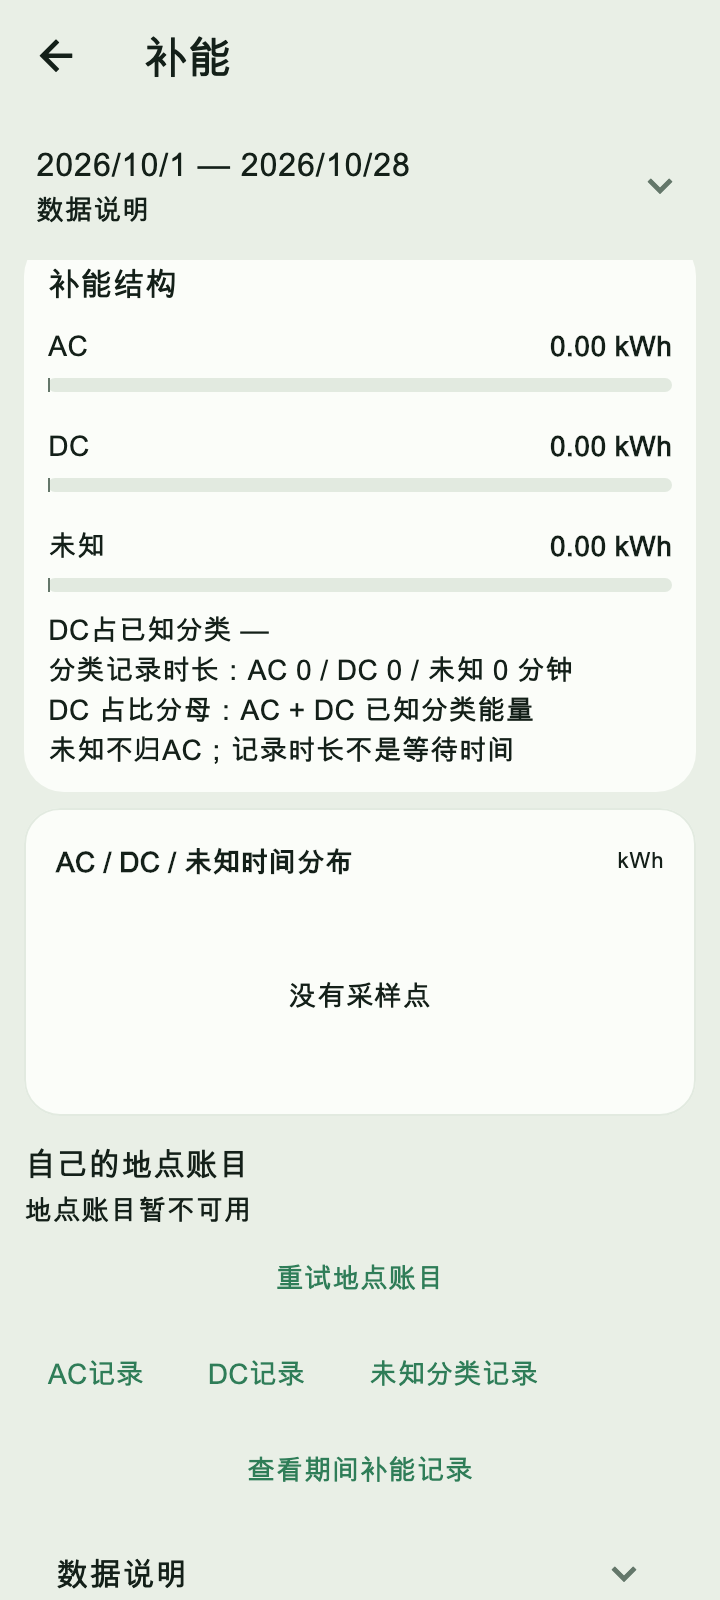 补能
2026/10/1 — 2026/10/28
数据说明
补能结构
AC 0.00 kWh
DC 0.00 kWh
未知 0.00 kWh
DC占已知分类 —
分类记录时长：AC 0 / DC 0 / 未知 0 分钟
DC 占比分母：AC + DC 已知分类能量
未知不归AC；记录时长不是等待时间
AC / DC / 未知时间分布 kWh
没有采样点
自己的地点账目
地点账目暂不可用
重试地点账目
AC记录 DC记录 未知分类记录
查看期间补能记录
数据说明